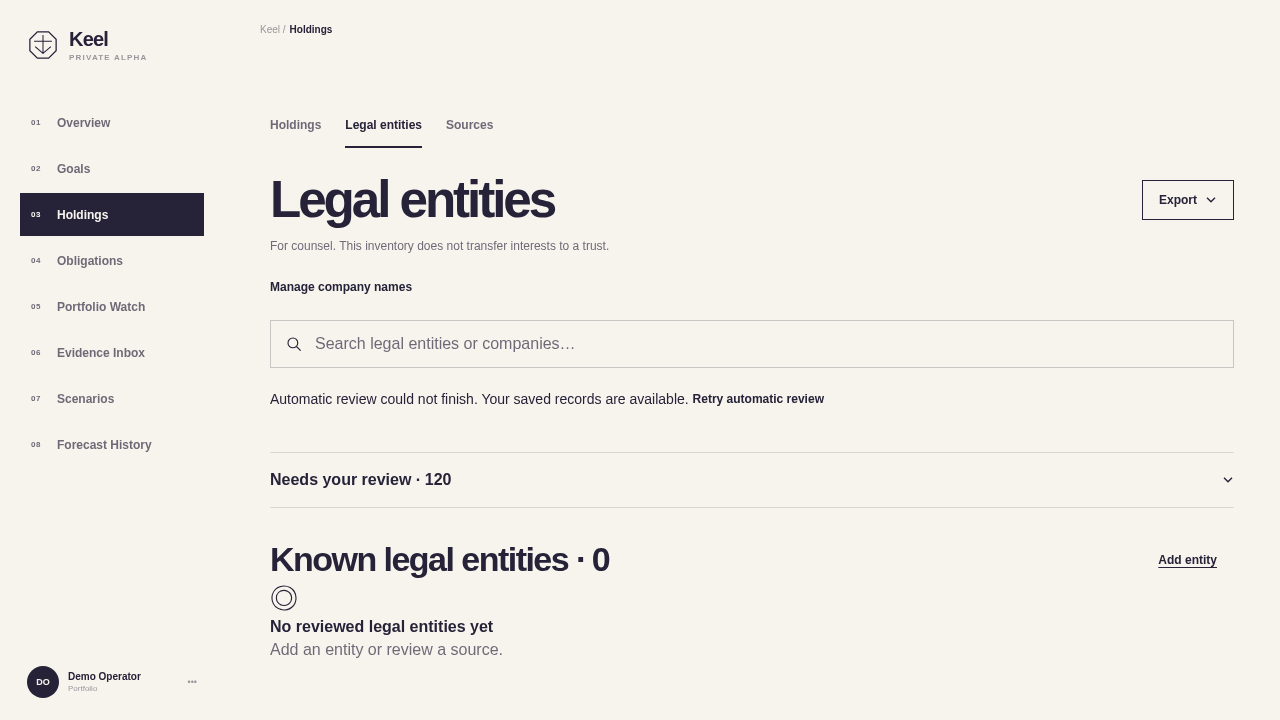 Keel
PRIVATE ALPHA
Keel / Holdings
01 Overview
02 Goals
03 Holdings
04 Obligations
05 Portfolio Watch
06 Evidence Inbox
07 Scenarios
08 Forecast History
DO
Demo Operator
Portfolio
Holdings Legal entities Sources
Legal entities
Export
For counsel. This inventory does not transfer interests to a trust.
Manage company names
Search legal entities or companies…
Automatic review could not finish. Your saved records are available. Retry automatic review
Needs your review · 120
Known legal entities · 0
Add entity
No reviewed legal entities yet
Add an entity or review a source.